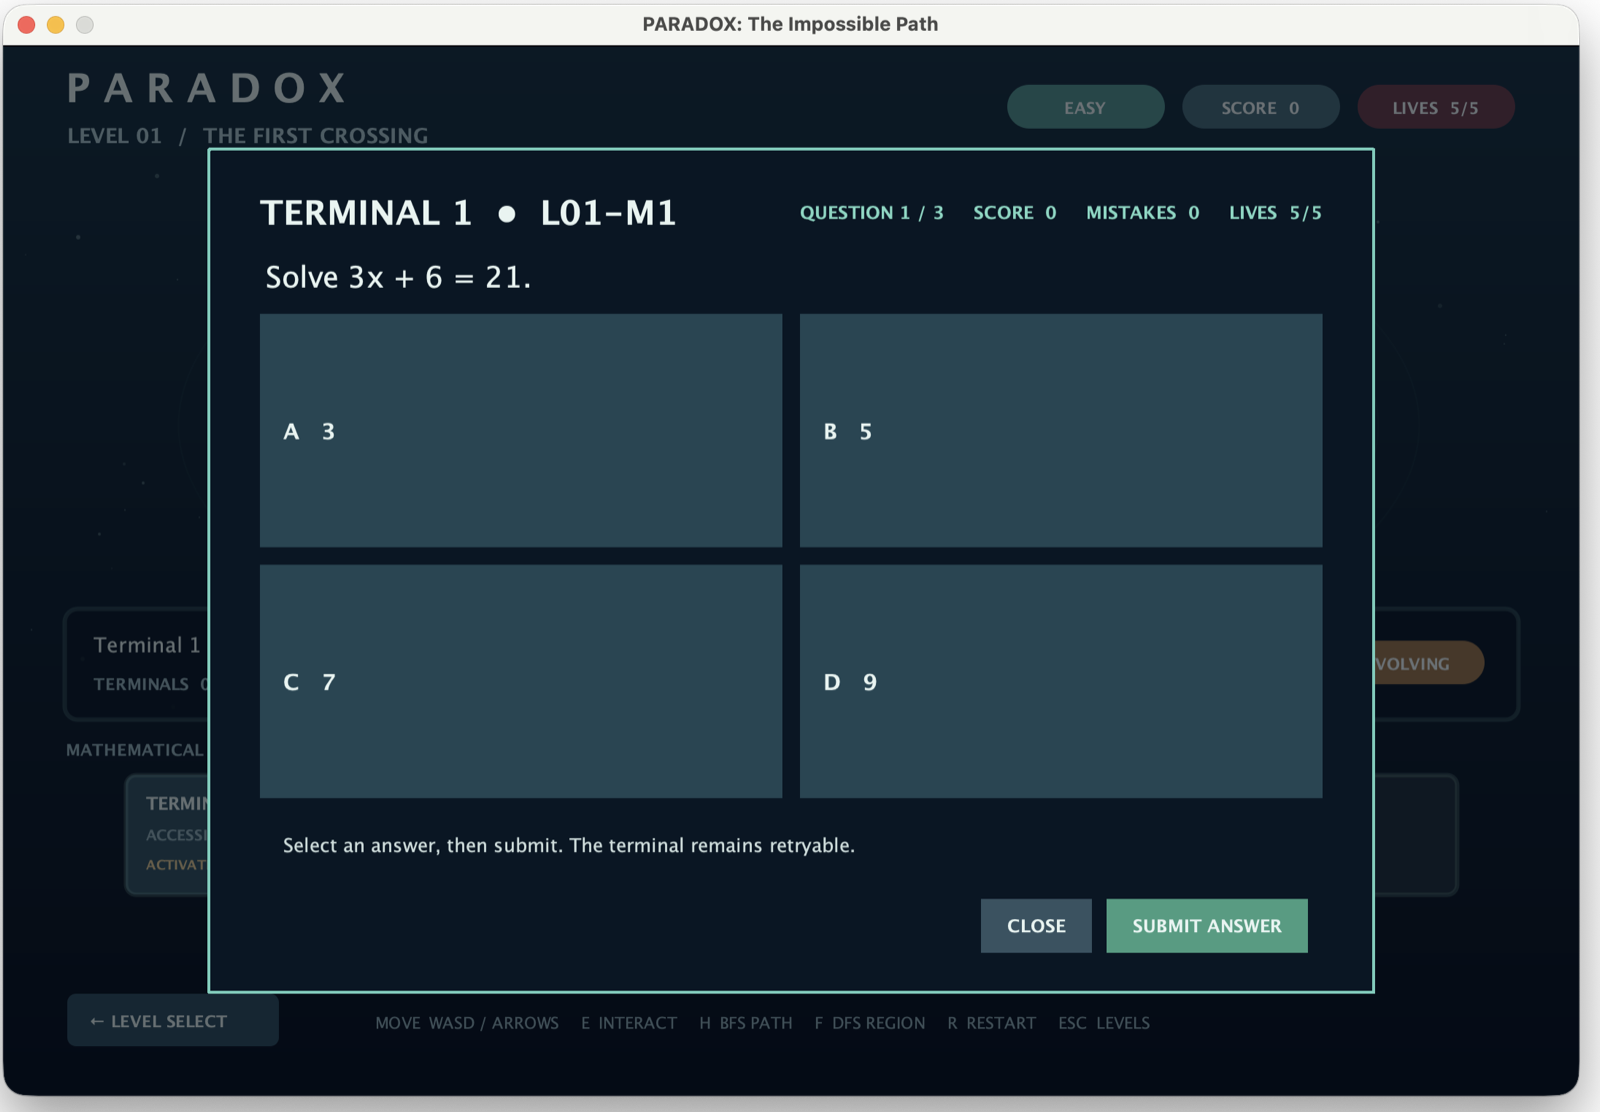 PARADOX: The Impossible Path
PARADOX
EASY
SCORE 0
LIVES 5/5
LEVEL 01 / THE FIRST CROSSING
TERMINAL 1 ● L01-M1
QUESTION 1 / 3 SCORE 0 MISTAKES 0 LIVES 5/5
Solve 3x + 6 = 21.
A 3
B 5
C 7
D 9
Terminal 1
TERMINALS
VOLVING
MATHEMATICAL
TERMIN
ACCESSI
ACTIVAT
Select an answer, then submit. The terminal remains retryable.
CLOSE
SUBMIT ANSWER
← LEVEL SELECT
MOVE WASD / ARROWS E INTERACT H BFS PATH F DFS REGION R RESTART ESC LEVELS